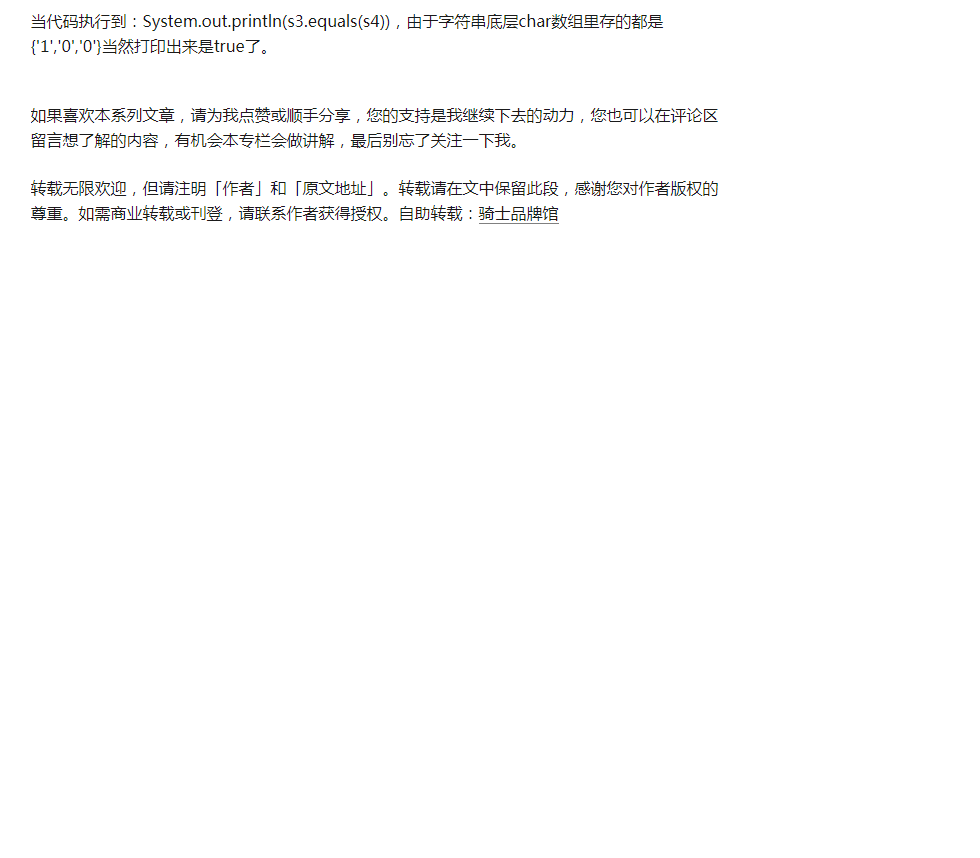 当代码执行到：System.out.println(s3.equals(s4))，由于字符串底层char数组里存的都是
{'1','0','0'}当然打印出来是true了。
如果喜欢本系列文章，请为我点赞或顺手分享，您的支持是我继续下去的动力，您也可以在评论区
留言想了解的内容，有机会本专栏会做讲解，最后别忘了关注一下我。
转载无限欢迎，但请注明「作者」和「原文地址」。转载请在文中保留此段，感谢您对作者版权的
尊重。如需商业转载或刊登，请联系作者获得授权。自助转载：骑士品牌馆